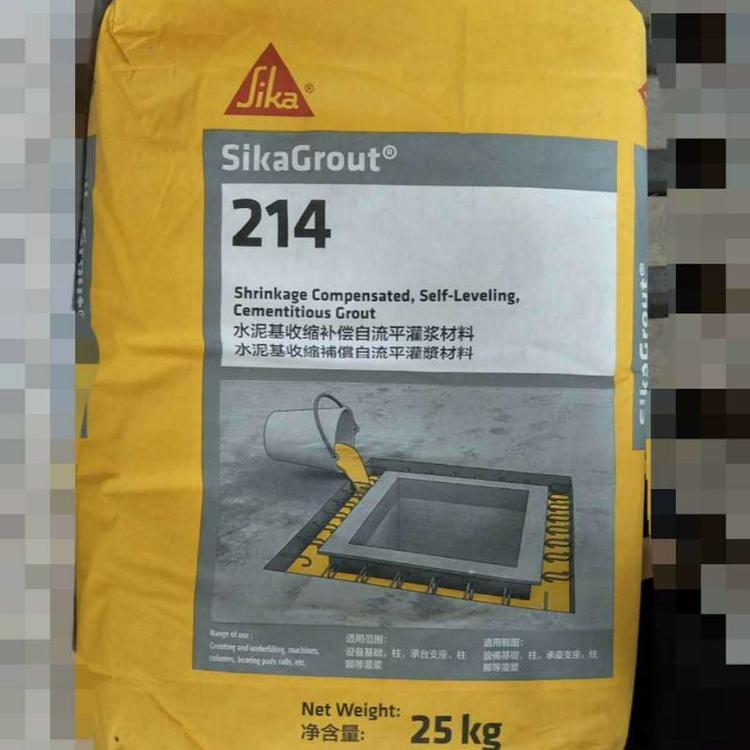 Sika®
SikaGrout®
214
Shrinkage Compensated, Self-Leveling,
Cementitious Grout
水泥基收缩补偿自流平灌浆材料
水泥基收縮補償自流平灌漿材料
Range of use :
Grouting and underfilling, machines,
columns, bearing pads rails, etc.
适用范围:
设备基础，柱，承台支座，柱
脚等灌浆
適用範圍:
設備基礎，柱，承臺支座，柱
脚等灌漿
Net Weight:
净含量:
25 kg
SikaGrout®